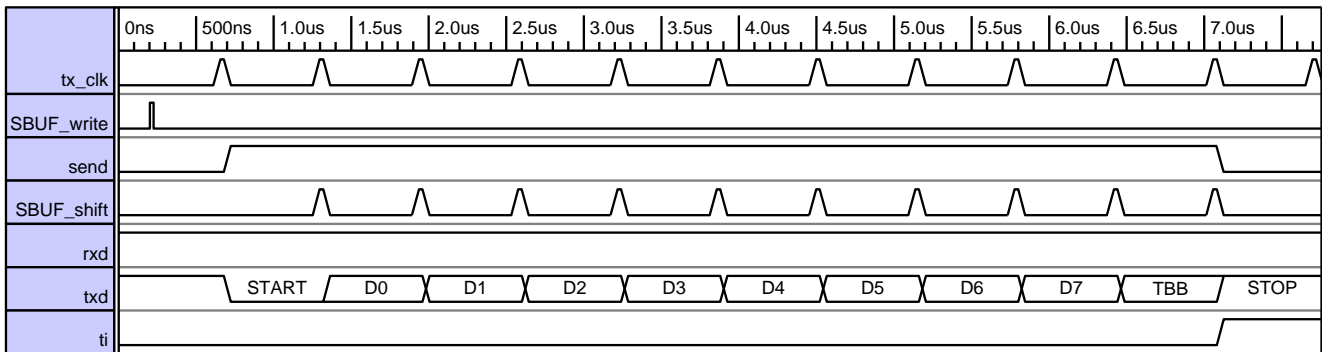 0ns 500ns 1.0us 1.5us 2.0us 2.5us 3.0us 3.5us 4.0us 4.5us 5.0us 5.5us 6.0us 6.5us 7.0us
tx_clk
SBUF_write
send
SBUF_shift
rxd
txd START D0 D1 D2 D3 D4 D5 D6 D7 TBB STOP
ti